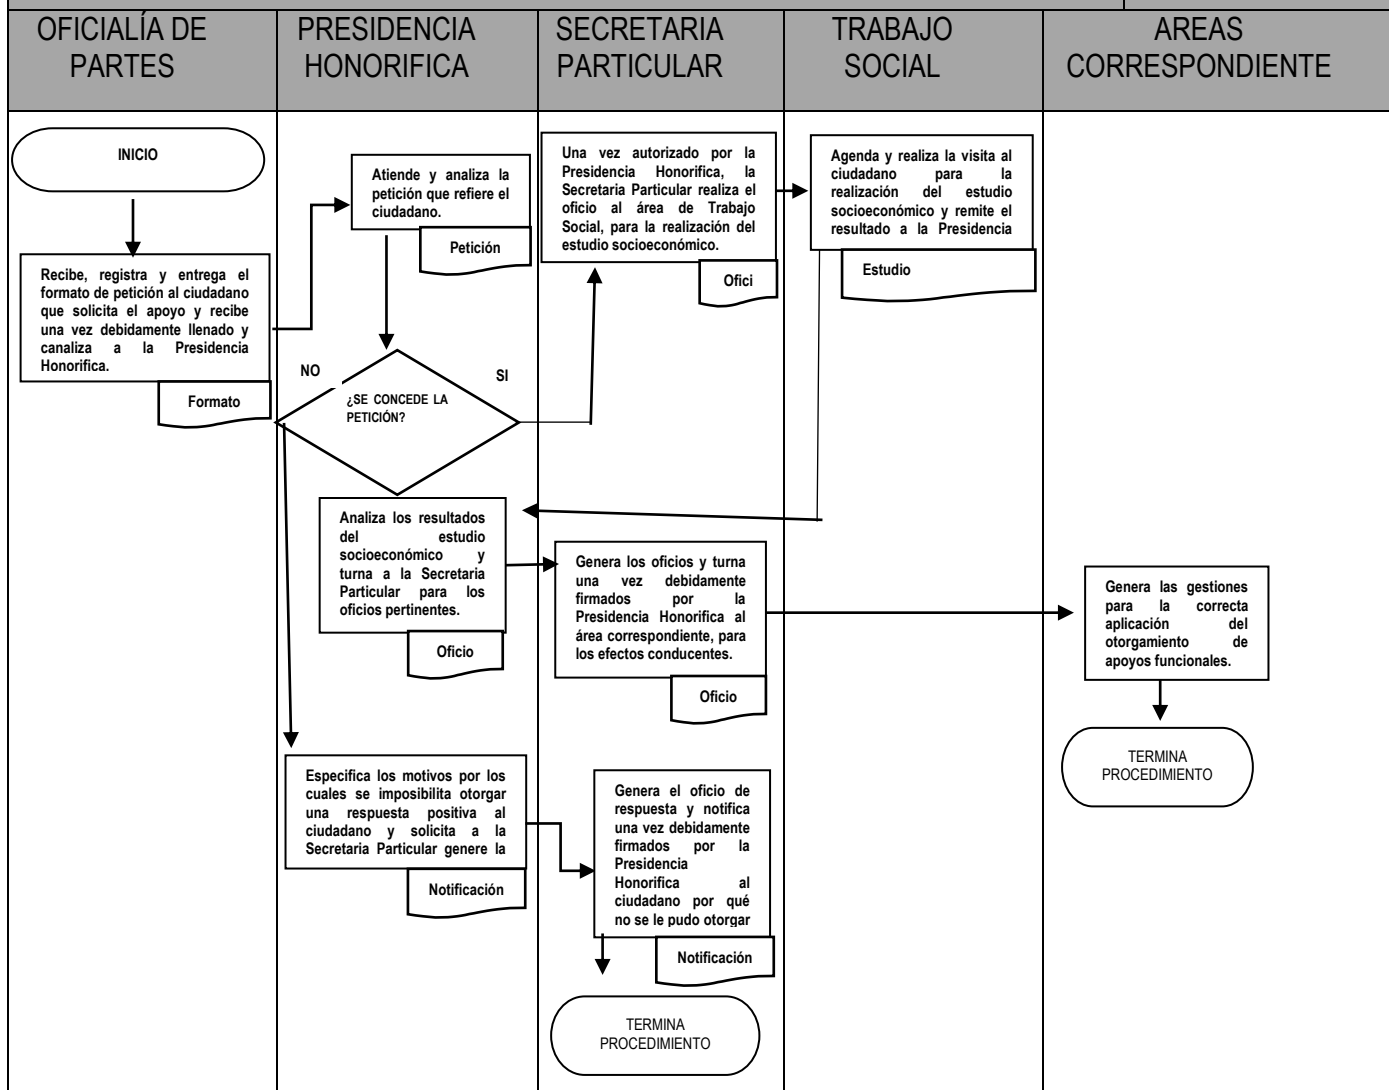 OFICIALÍA DE
PARTES
PRESIDENCIA
HONORIFICA
SECRETARIA
PARTICULAR
TRABAJO
SOCIAL
AREAS
CORRESPONDIENTE
INICIO
Recibe, registra y entrega el
formato de petición al ciudadano
que solicita el apoyo y recibe
una vez debidamente llenado y
canaliza a la Presidencia
Honorifica.
Formato
Atiende y analiza la
petición que refiere el
ciudadano.
Petición
NO
SI
¿SE CONCEDE LA
PETICIÓN?
Una vez autorizado por la
Presidencia Honorifica, la
Secretaria Particular realiza el
oficio al área de Trabajo
Social, para la realización del
estudio socioeconómico.
Ofici
Agenda y realiza la visita al
ciudadano para la
realización del estudio
socioeconómico y remite el
resultado a la Presidencia
Estudio
Analiza los resultados
del estudio
socioeconómico y
turna a la Secretaria
Particular para los
oficios pertinentes.
Oficio
Genera los oficios y turna
una vez debidamente
firmados por la
Presidencia Honorifica al
área correspondiente, para
los efectos conducentes.
Oficio
Genera las gestiones
para la correcta
aplicación del
otorgamiento de
apoyos funcionales.
TERMINA
PROCEDIMIENTO
Especifica los motivos por los
cuales se imposibilita otorgar
una respuesta positiva al
ciudadano y solicita a la
Secretaria Particular genere la
Notificación
Genera el oficio de
respuesta y notifica
una vez debidamente
firmados por la
Presidencia
Honorifica al
ciudadano por qué
no se le pudo otorgar
Notificación
TERMINA
PROCEDIMIENTO